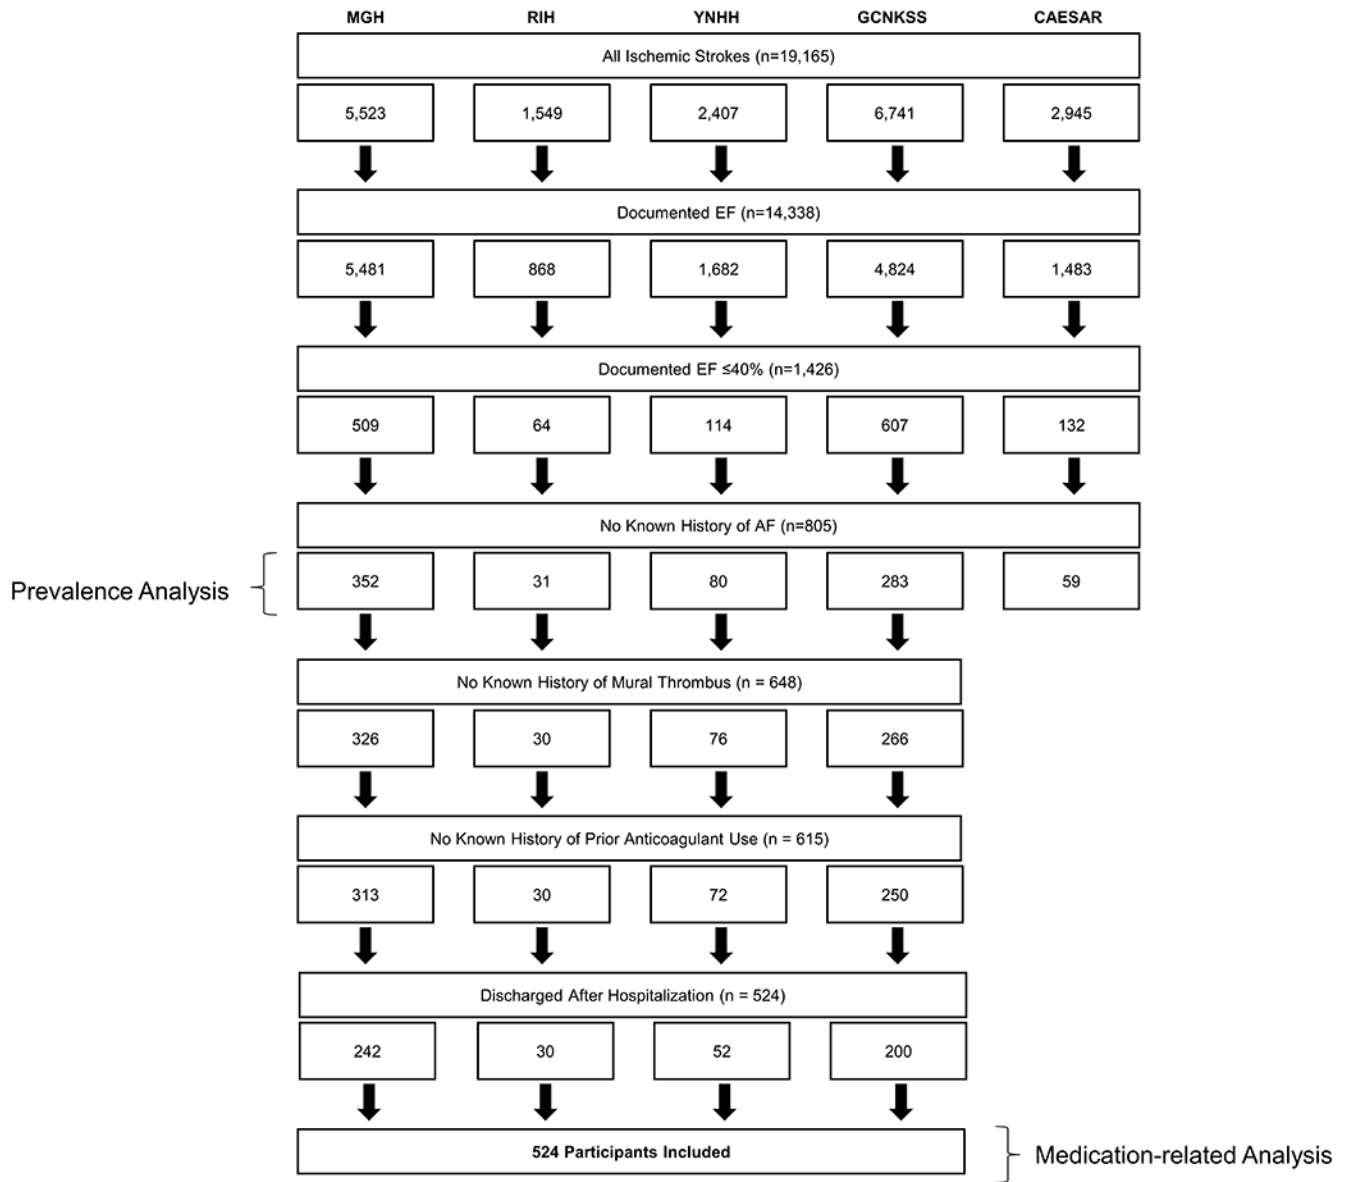 MGH RIH YNHH GCNKSS CAESAR
All Ischemic Strokes (n=19,165)
5,523 1,549 2,407 6,741 2,945
Documented EF (n=14,338)
5,481 868 1,682 4,824 1,483
Documented EF ≤40% (n=1,426)
509 64 114 607 132
No Known History of AF (n=805)
Prevalence Analysis 352 31 80 283 59
No Known History of Mural Thrombus (n = 648)
326 30 76 266
No Known History of Prior Anticoagulant Use (n = 615)
313 30 72 250
Discharged After Hospitalization (n = 524)
242 30 52 200
524 Participants Included Medication-related Analysis